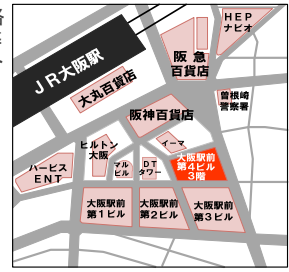 HEP
ナビオ
阪急
百貨店
JR大阪駅
大丸百貨店
阪神百貨店
曽根崎
警察署
ヒルトン
大阪
イーマ
マル
ビル
DT
タワー
大阪駅前
第4ビル
3階
ハービス
ENT
大阪駅前
第1ビル
大阪駅前
第2ビル
大阪駅前
第3ビル